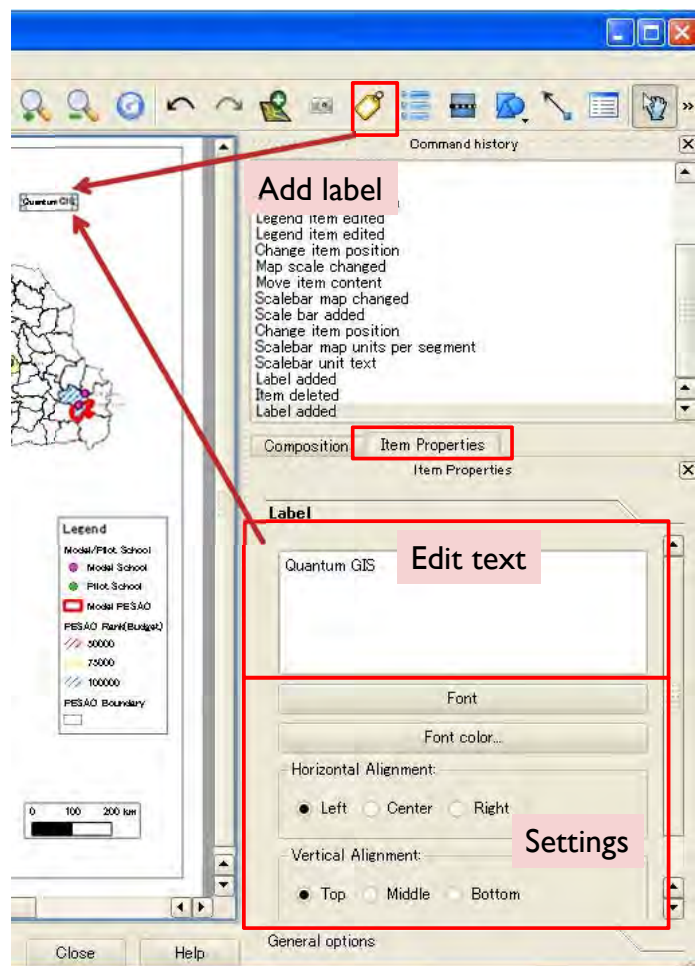 »
Command history
Add label
Legend item edited
Legend item edited
Change item position
Map scale changed
Move item content
Scalebar map changed
Scale bar added
Change item position
Scalebar map units per segment
Scalebar unit text
Label added
Item deleted
Label added
Quantum GIS
Composition
Item Properties
Item Properties
Label
Edit text
Quantum GIS
Font
Font color...
Horizontal Alignment:
Left Center Right
Settings
Vertical Alignment:
Top Middle Bottom
General options
Legend
Model/Pilot School
Model School
Pilot School
Model PESAO
PESAO Rank(Budget)
50000
75000
100000
PESAO Boundary
0 100 200 km
Close Help